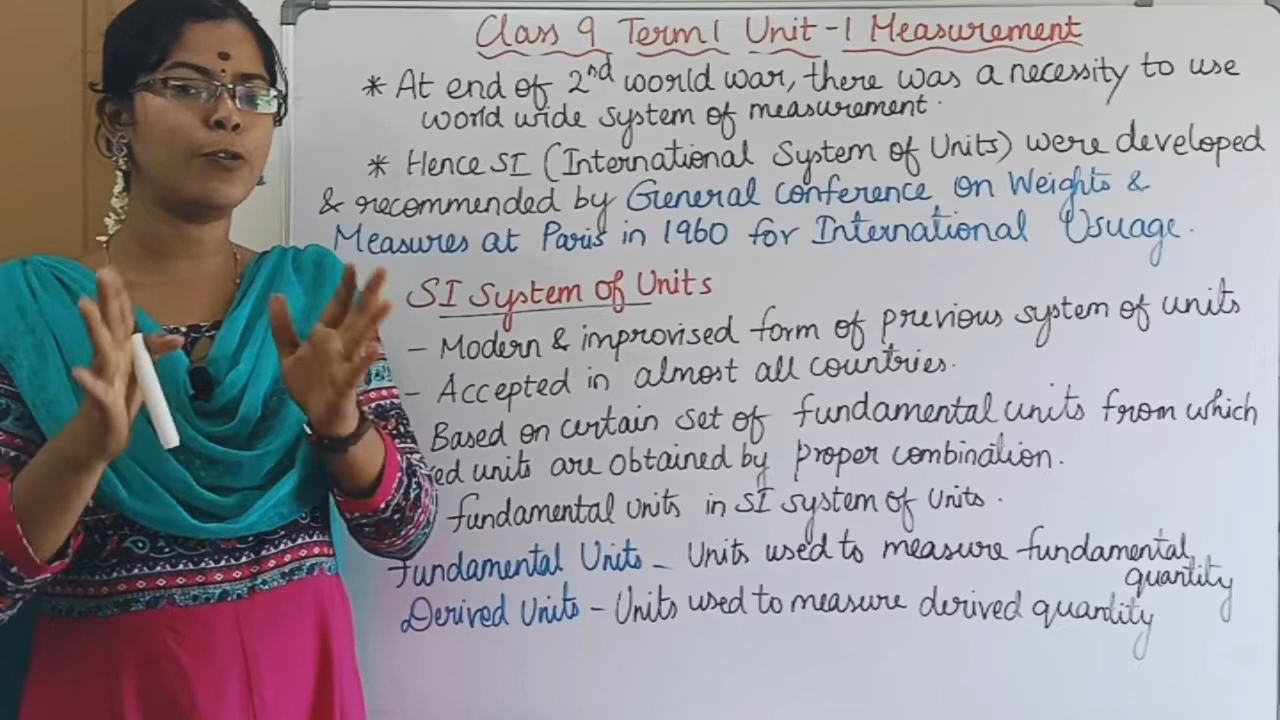 Class 9 Term 1 Unit -1 Measurement
* At end of 2nd world war, there was a necessity to use
world wide system of measurement.
* Hence SI (International System of Units) were developed
& recommended by General conference on Weights &
Measures at Paris in 1960 for International Usuage.
SI System of Units
- Modern & improvised form of previous system of units
- Accepted in almost all countries.
Based on certain set of fundamental units from which
ed units are obtained by proper combination.
fundamental units in SI system of Units.
Fundamental Units - Units used to measure fundamental
quantity
Derived Units - Units used to measure derived quantity